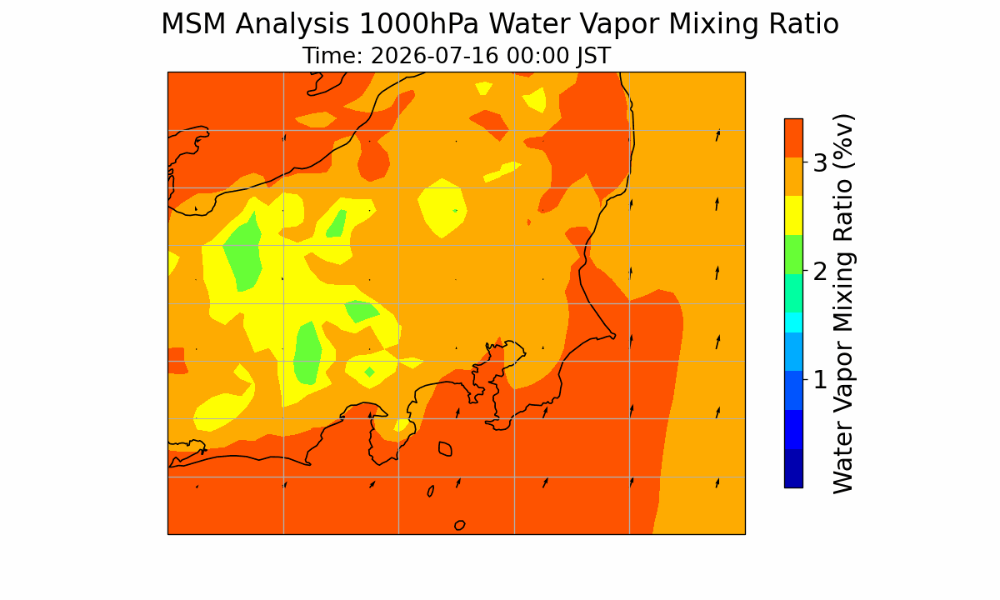 MSM Analysis 1000hPa Water Vapor Mixing Ratio
Time: 2026-07-16 00:00 JST
3
2
1
Water Vapor Mixing Ratio (%v)